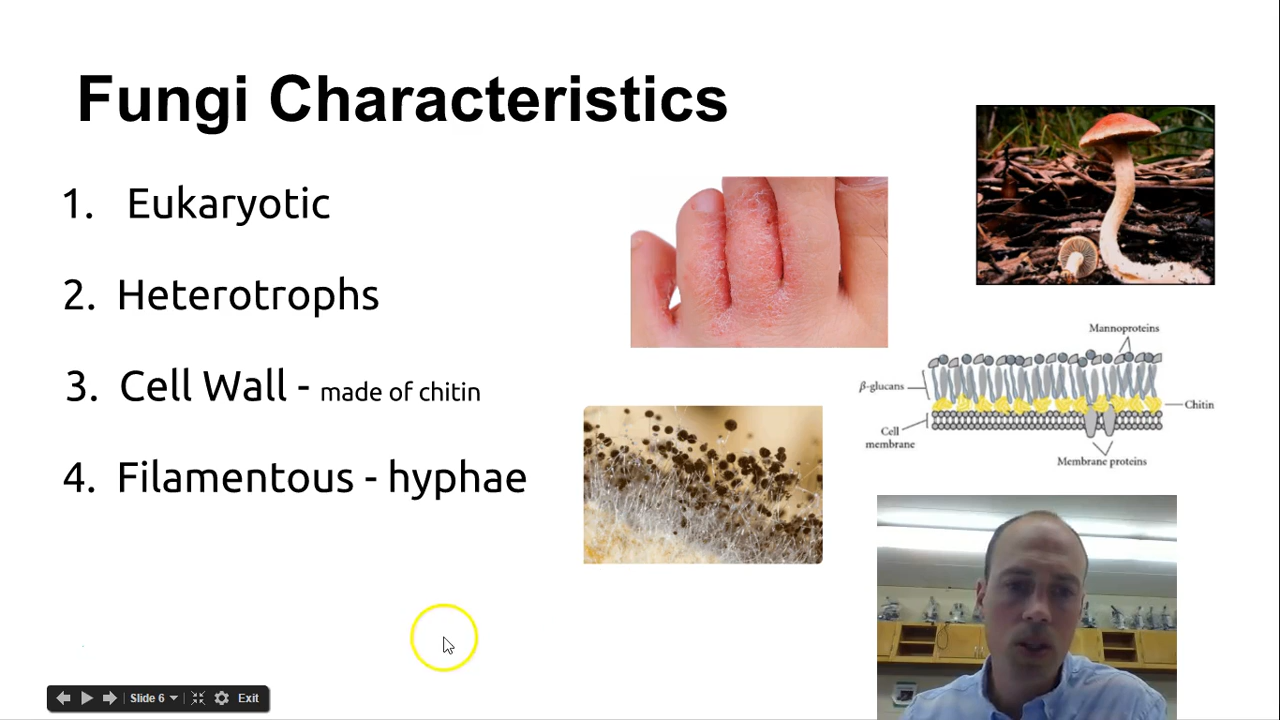 Fungi Characteristics
1. Eukaryotic
2. Heterotrophs
3. Cell Wall - made of chitin
4. Filamentous - hyphae
Mannoproteins
β-glucans
Chitin
Cell
membrane
Membrane proteins
Slide 6
Exit